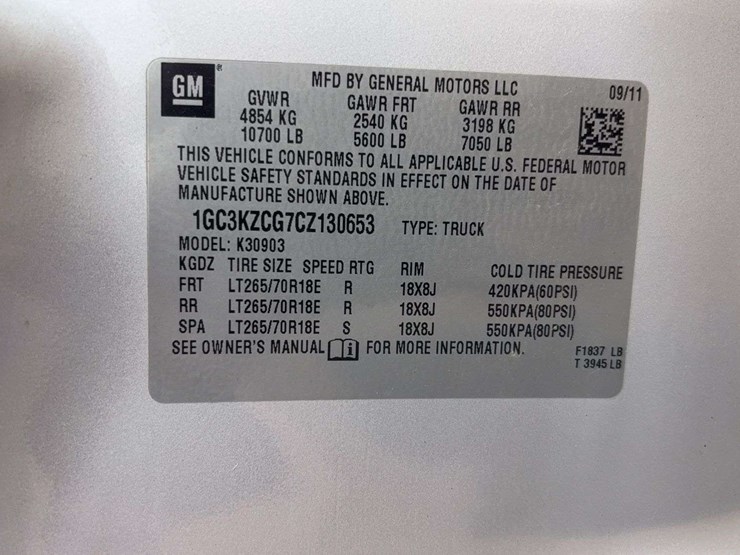 GM ®
MFD BY GENERAL MOTORS LLC 09/11
GVWR GAWR FRT GAWR RR
4854 KG 2540 KG 3198 KG
10700 LB 5600 LB 7050 LB
THIS VEHICLE CONFORMS TO ALL APPLICABLE U.S. FEDERAL MOTOR
VEHICLE SAFETY STANDARDS IN EFFECT ON THE DATE OF
MANUFACTURE SHOWN ABOVE.
1GC3KZCG7CZ130653 TYPE: TRUCK
MODEL: K30903
KGDZ TIRE SIZE SPEED RTG RIM COLD TIRE PRESSURE
FRT LT265/70R18E R 18X8J 420KPA(60PSI)
RR LT265/70R18E R 18X8J 550KPA(80PSI)
SPA LT265/70R18E S 18X8J 550KPA(80PSI)
SEE OWNER'S MANUAL i FOR MORE INFORMATION.
F1837 LB
T 3945 LB